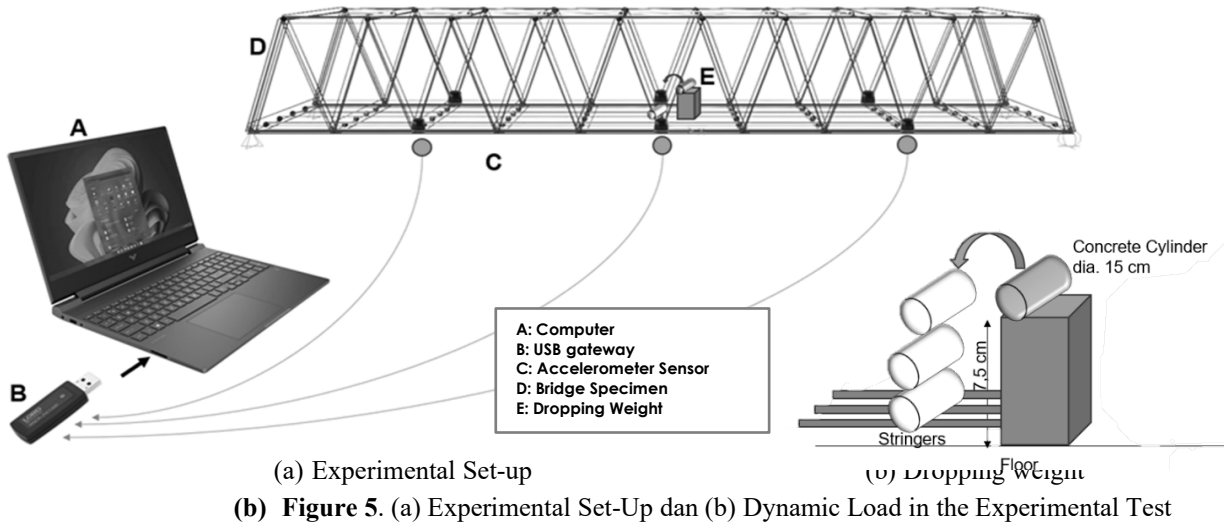 D
E
A
C
B
A: Computer
B: USB gateway
C: Accelerometer Sensor
D: Bridge Specimen
E: Dropping Weight
Concrete Cylinder
dia. 15 cm
7,5 cm
Stringers
Floor
(a) Experimental Set-up
(b) Dropping weight
(b) Figure 5. (a) Experimental Set-Up dan (b) Dynamic Load in the Experimental Test